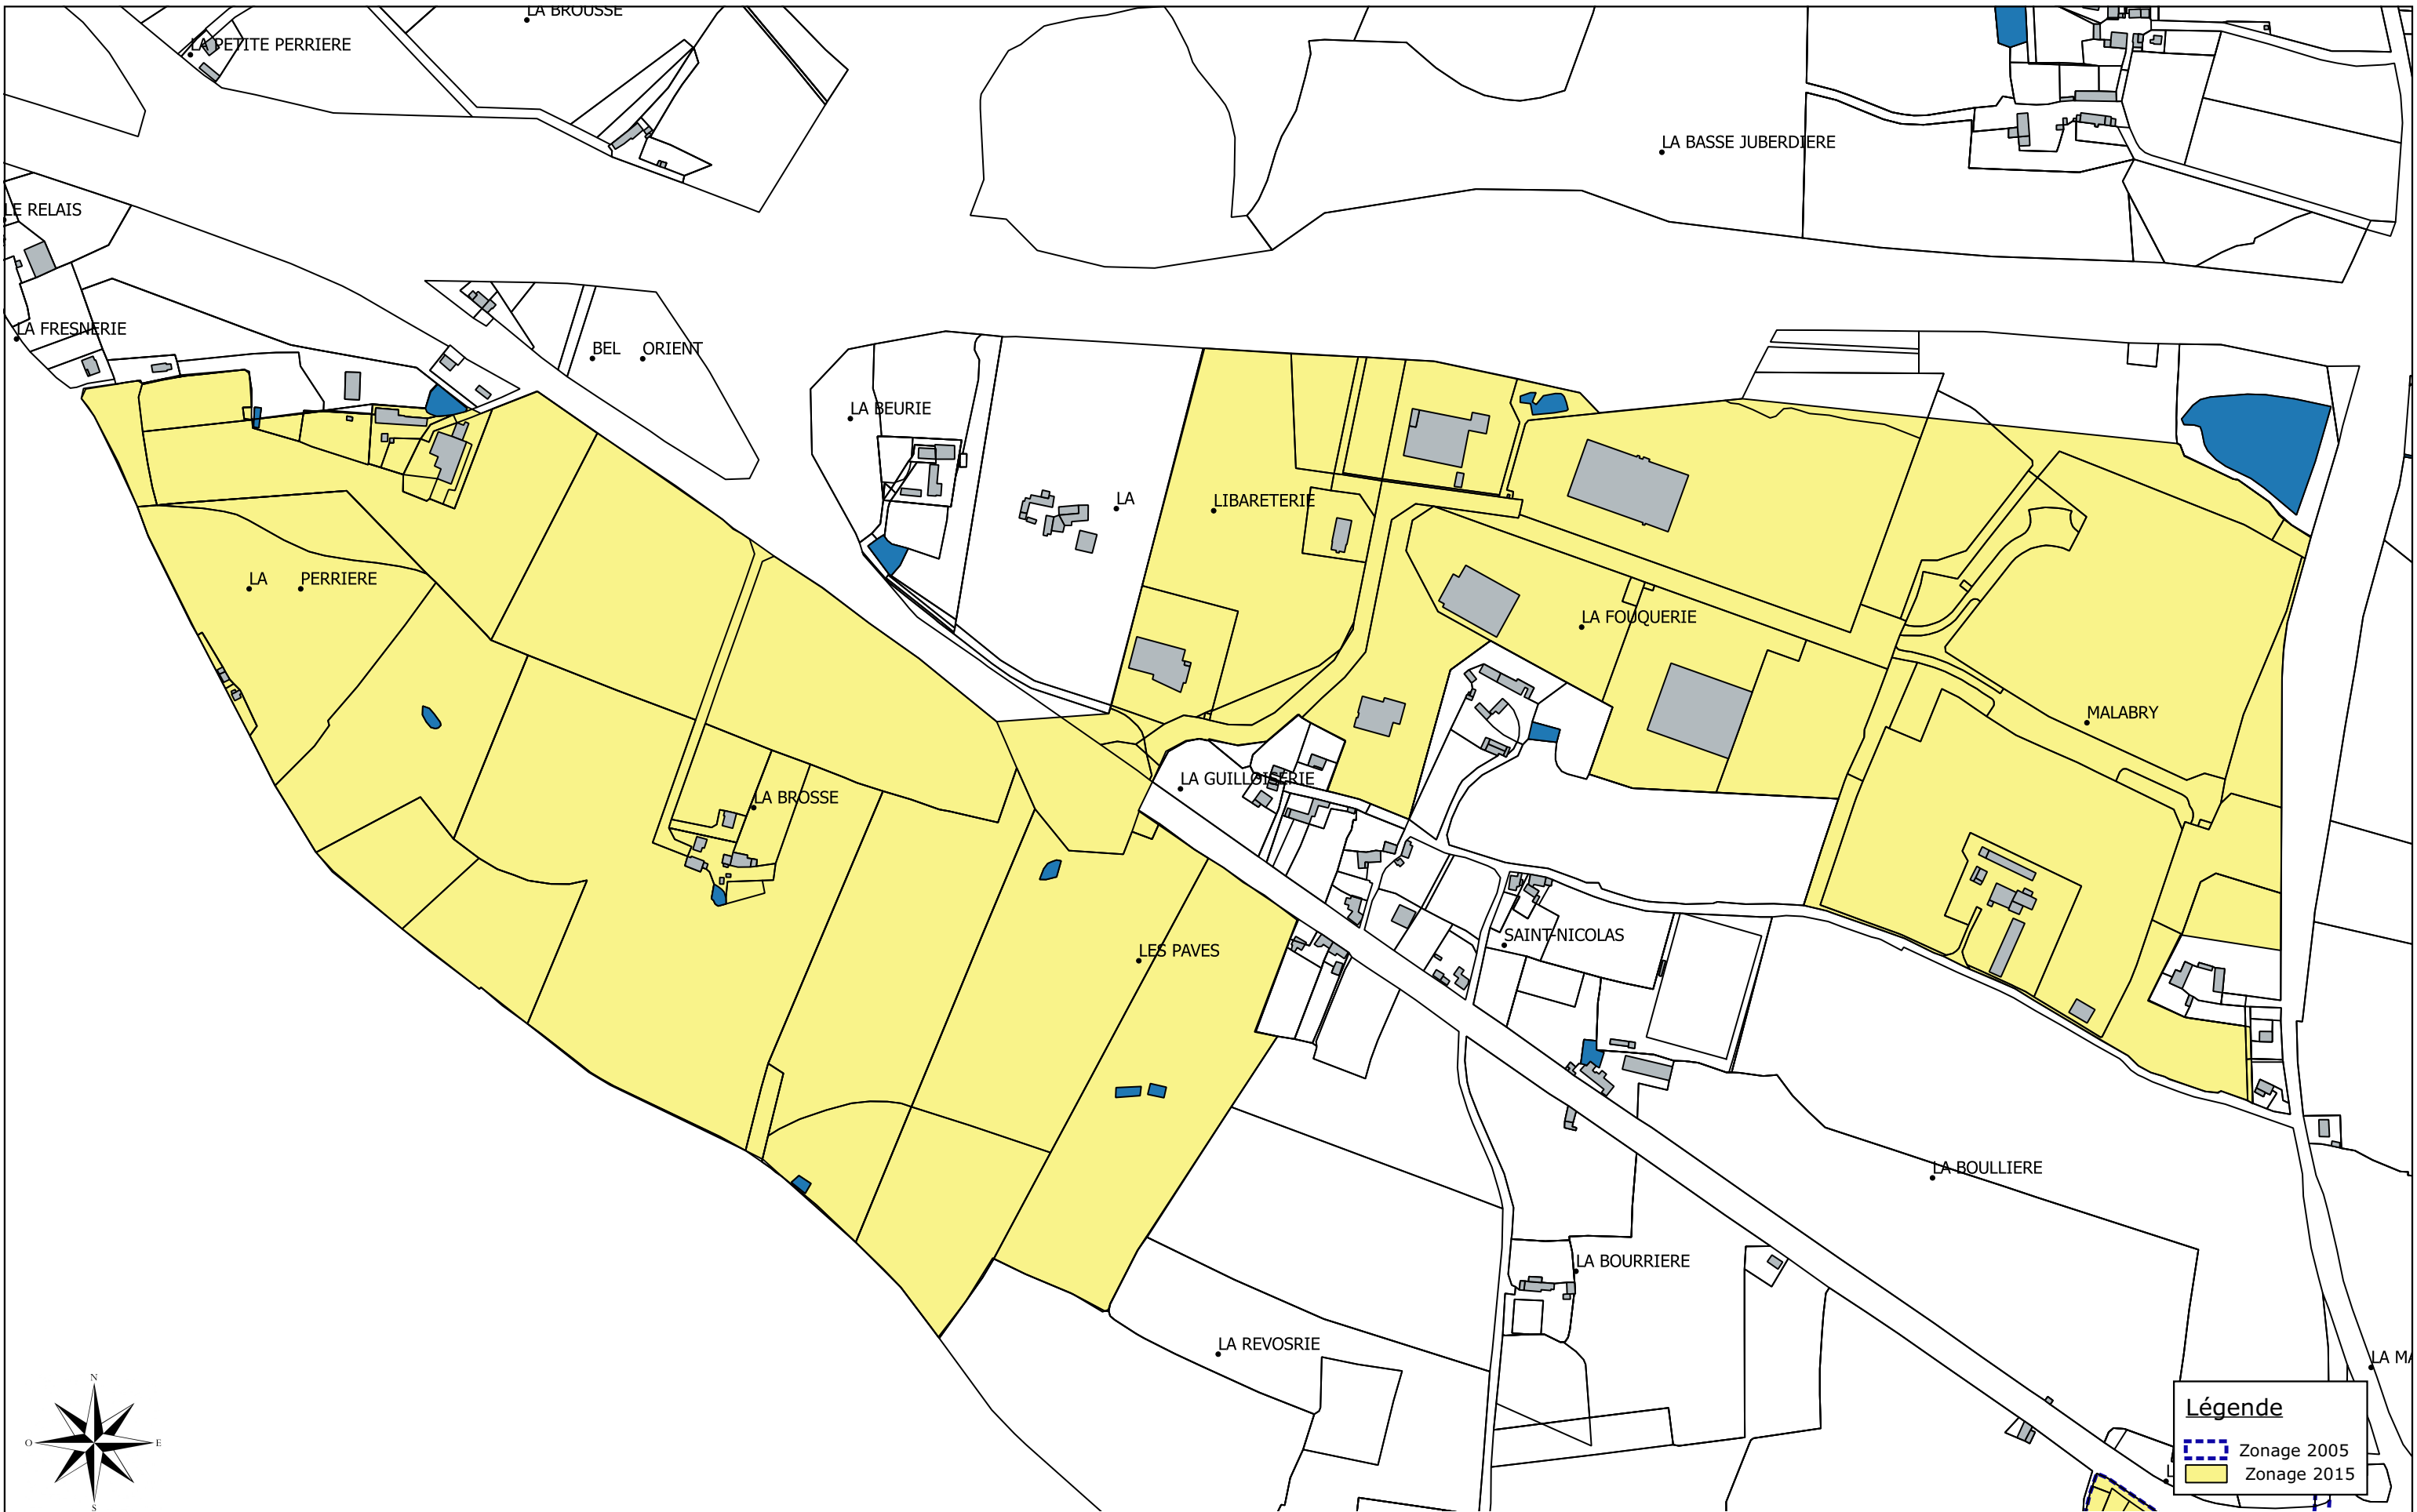 LA BROUSSE
LA PETITE PERRIERE
LA BASSE JUBERDIERE
LE RELAIS
LA FRESNERIE
BEL ORIENT
LA BEURIE
LA LIBARETERIE
LA PERRIERE
LA FOUQUERIE
MALABRY
LA GUILLOISERIE
LA BROSSE
SAINT-NICOLAS
LES PAVES
LA BOULLIERE
LA BOURRIERE
LA REVOSRIE
LA MA
N
O E
S
Légende
Zonage 2005
Zonage 2015